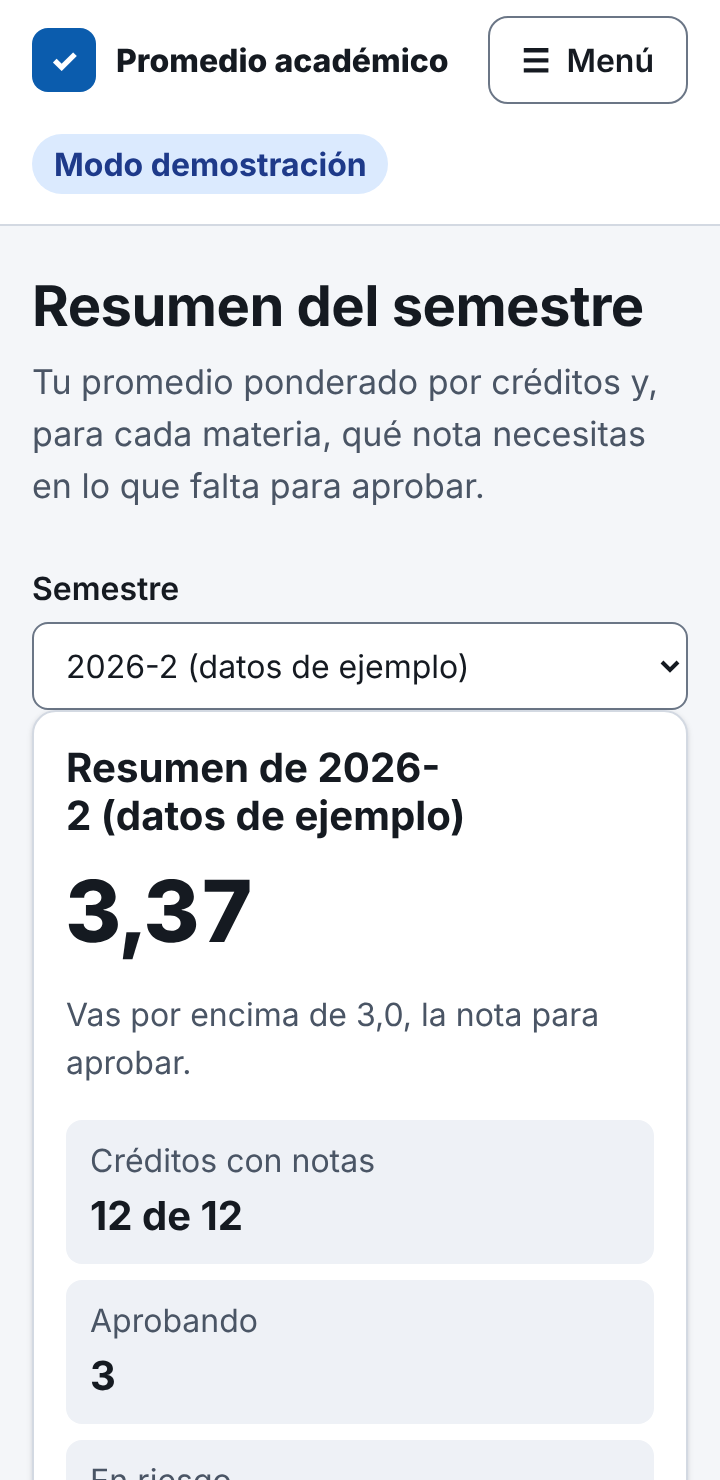 Promedio académico
☰ Menú
Modo demostración
Resumen del semestre
Tu promedio ponderado por créditos y,
para cada materia, qué nota necesitas
en lo que falta para aprobar.
Semestre
2026-2 (datos de ejemplo)
Resumen de 2026-
2 (datos de ejemplo)
3,37
Vas por encima de 3,0, la nota para
aprobar.
Créditos con notas
12 de 12
Aprobando
3
En riesgo